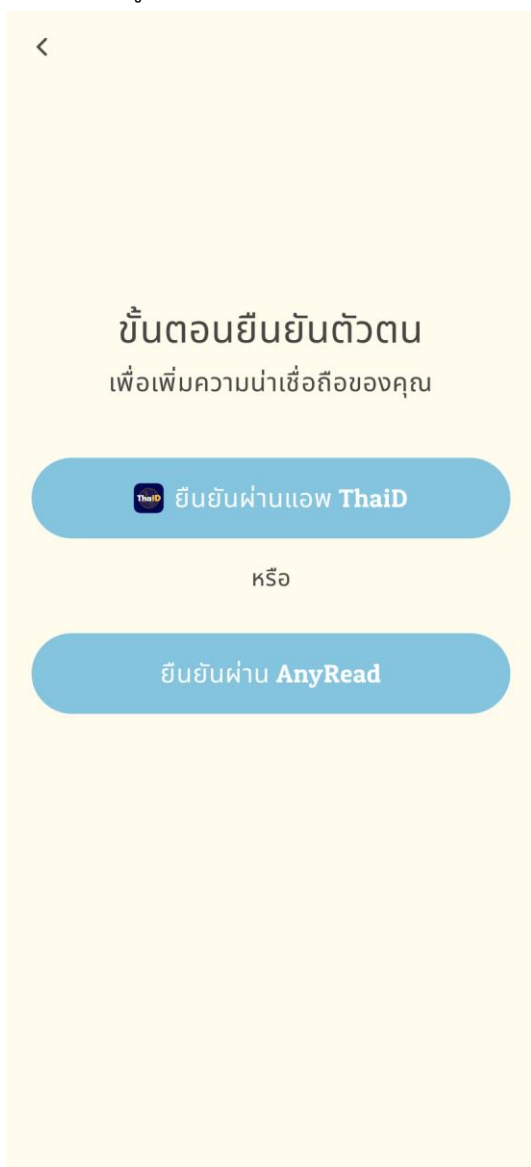 ขั้นตอนยืนยันตัวตน
เพื่อเพิ่มความน่าเชื่อถือของคุณ
ThaID ยืนยันผ่านแอพ ThaiD
หรือ
ยืนยันผ่าน AnyRead